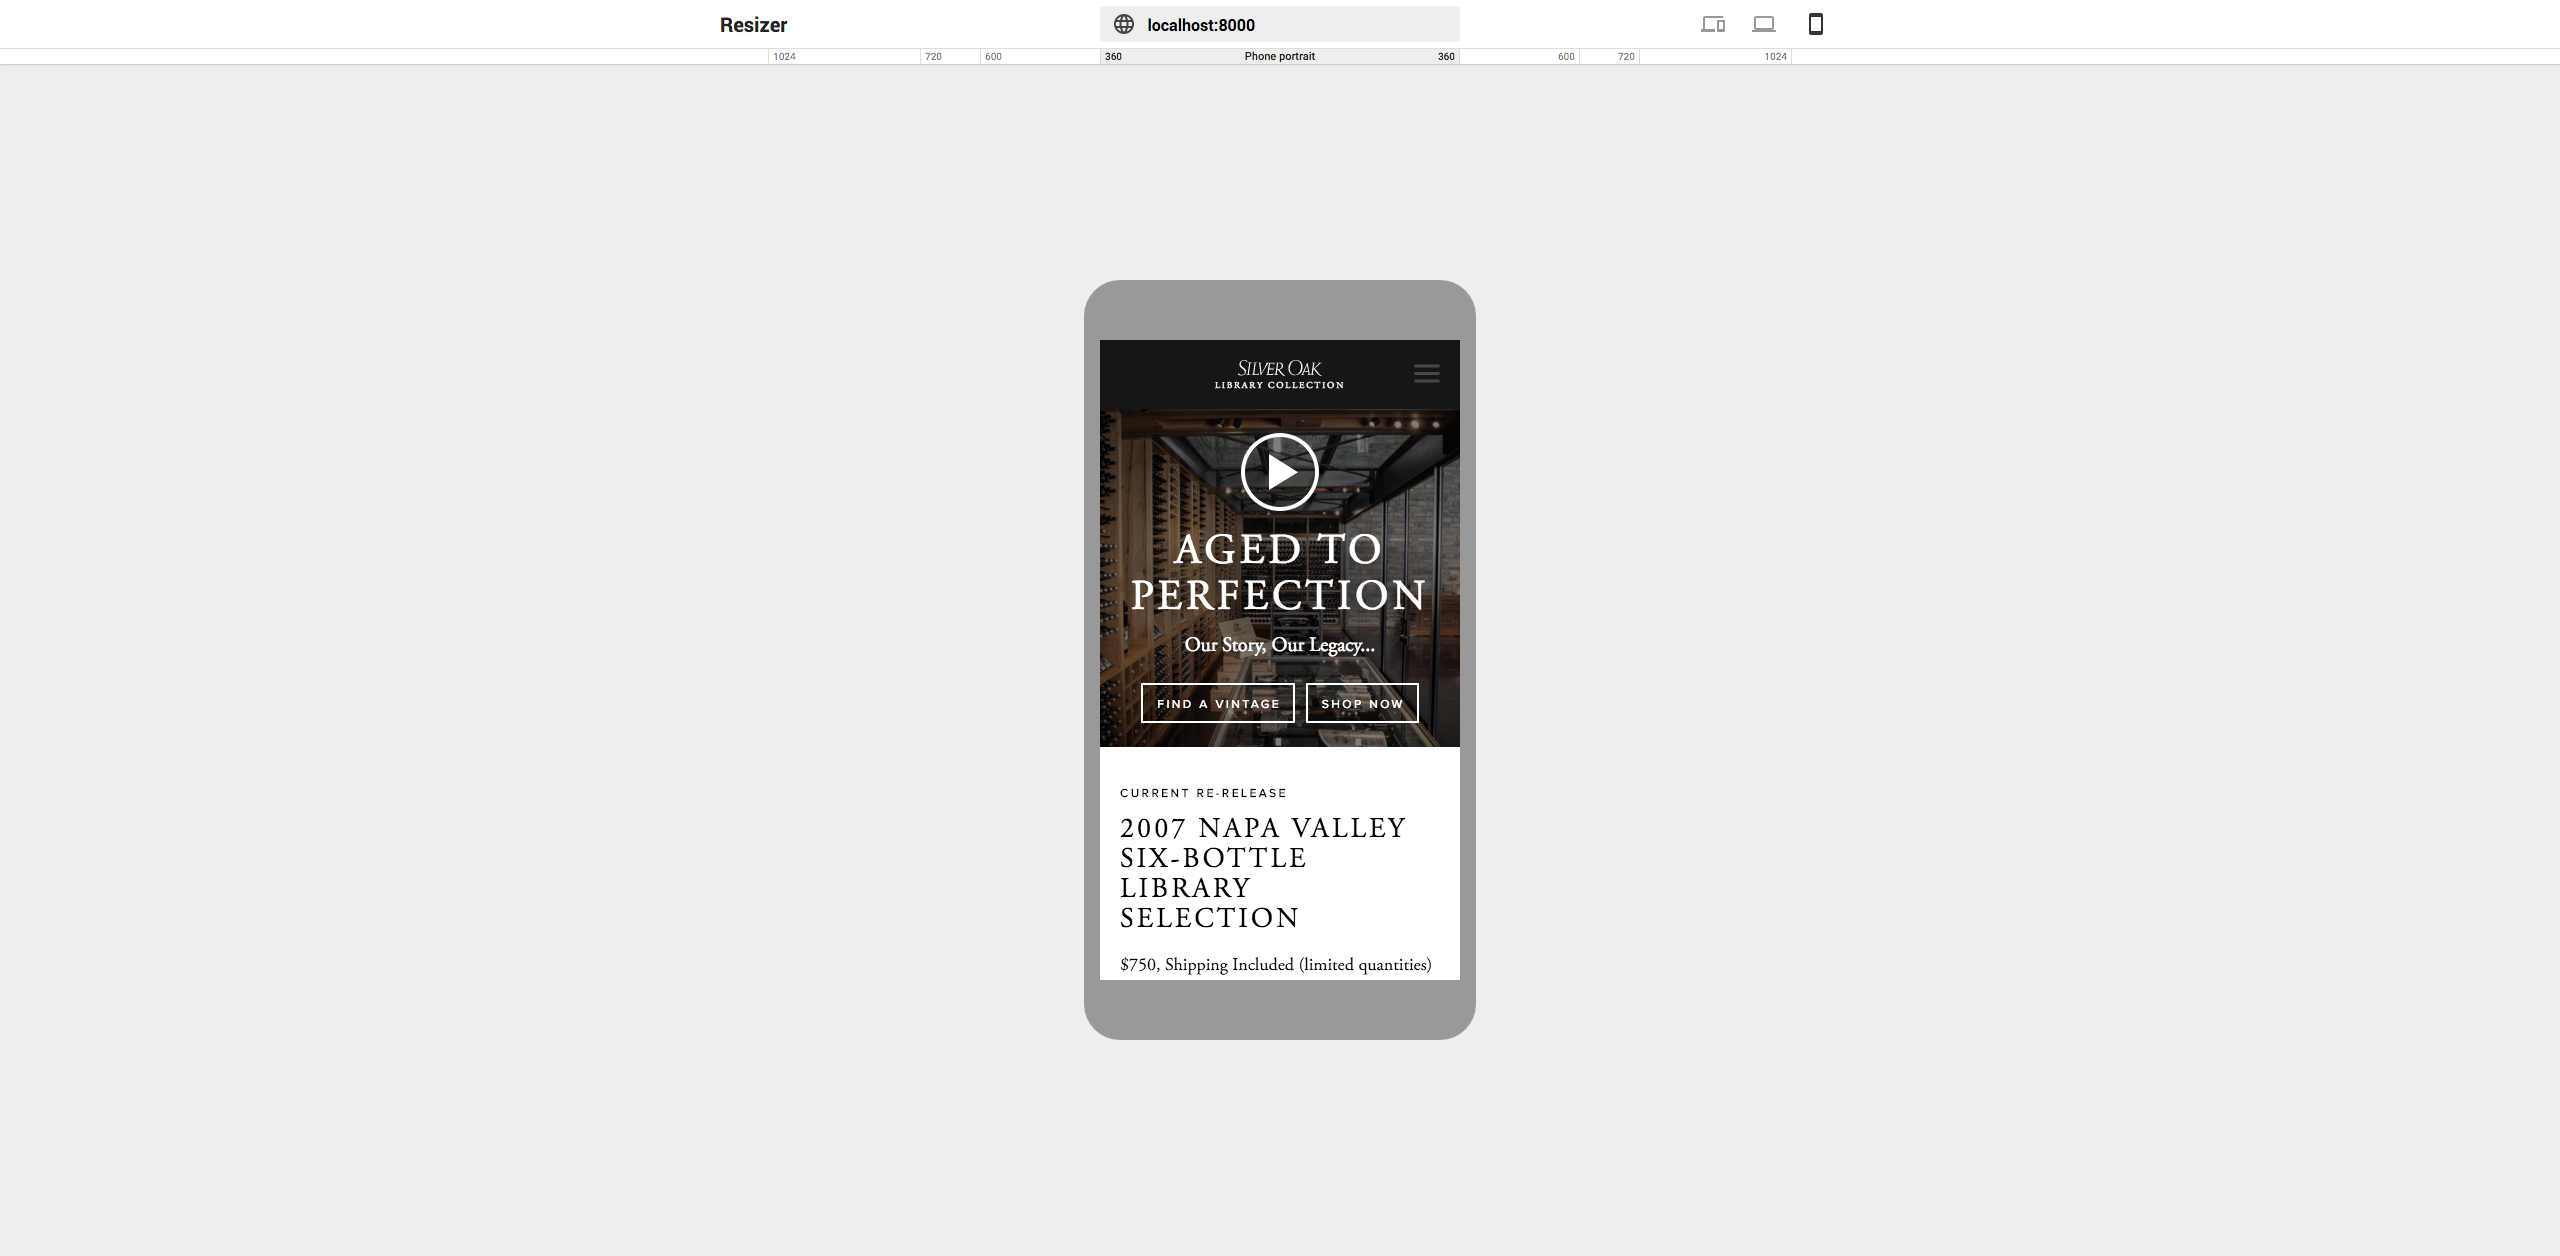 Resizer
localhost:8000
1024 720 600 360 Phone portrait 360 600 720 1024
SILVER OAK
LIBRARY COLLECTION
AGED TO
PERFECTION
Our Story, Our Legacy...
FIND A VINTAGE SHOP NOW
CURRENT RE-RELEASE
2007 NAPA VALLEY
SIX-BOTTLE
LIBRARY
SELECTION
$750, Shipping Included (limited quantities)